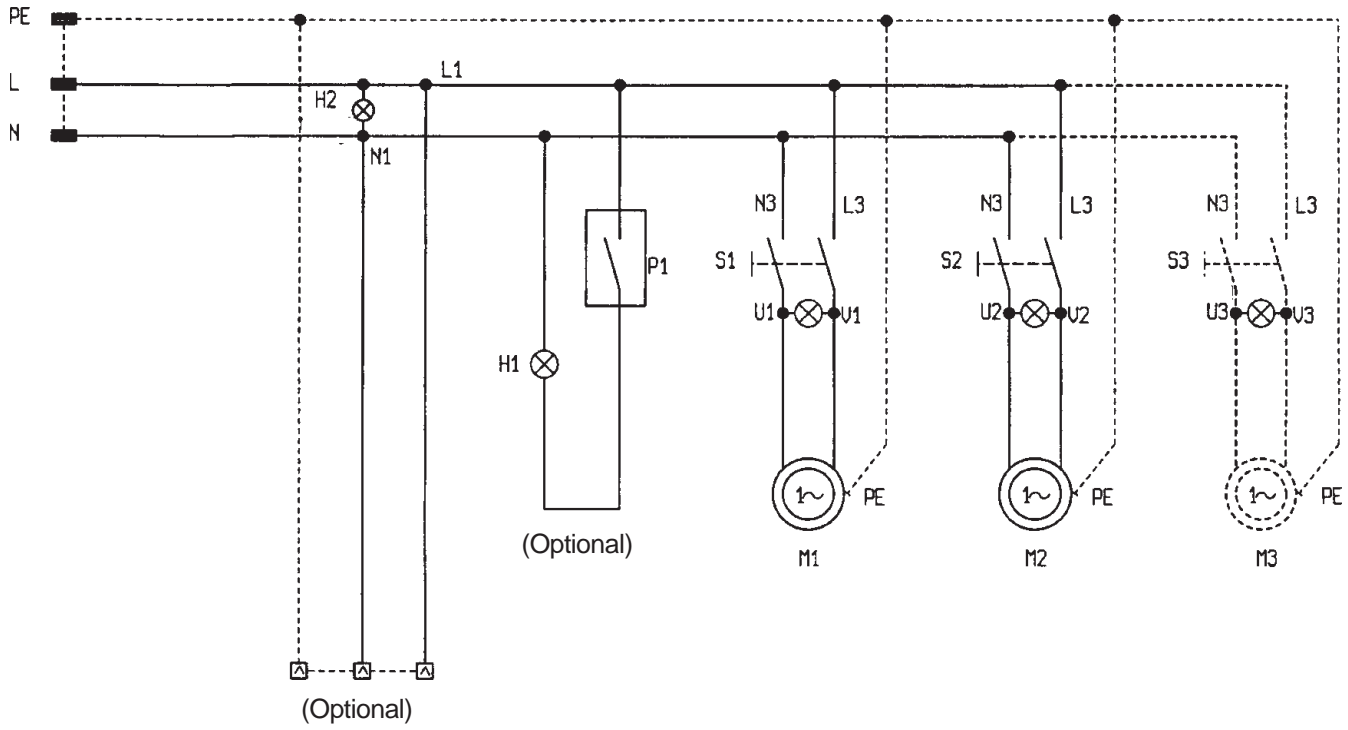 PE
L
L1
H2
N
N1
N3 L3 N3 L3 N3 L3
P1
S1 S2 S3
U1 V1 U2 V2 U3 V3
H1
1~ PE 1~ PE 1~ PE
(Optional)
M1 M2 M3
(Optional)